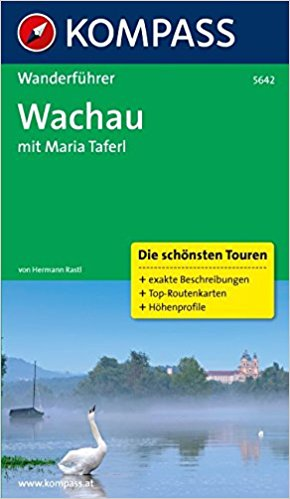 KOMPASS
Wanderführer 5642
Wachau
mit Maria Taferl
von Hermann Rastl
Die schönsten Touren
+ exakte Beschreibungen
+ Top-Routenkarten
+ Höhenprofile
www.kompass.at